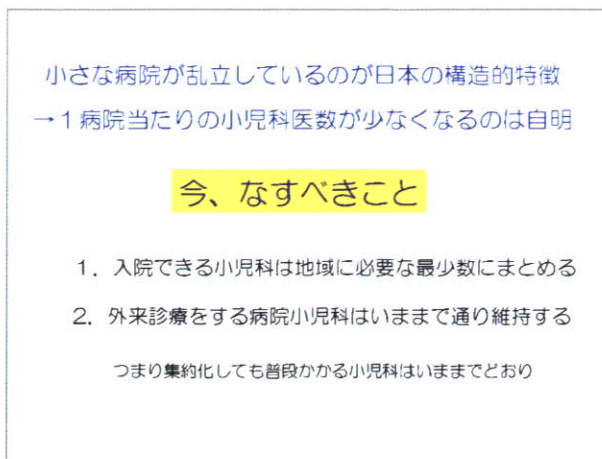 小さな病院が乱立しているのが日本の構造的特徴
→１病院当たりの小児科医数が少なくなるのは自明
今、なすべきこと
１．入院できる小児科は地域に必要な最少数にまとめる
２．外来診療をする病院小児科はいままで通り維持する
つまり集約化しても普段かかる小児科はいままでどおり